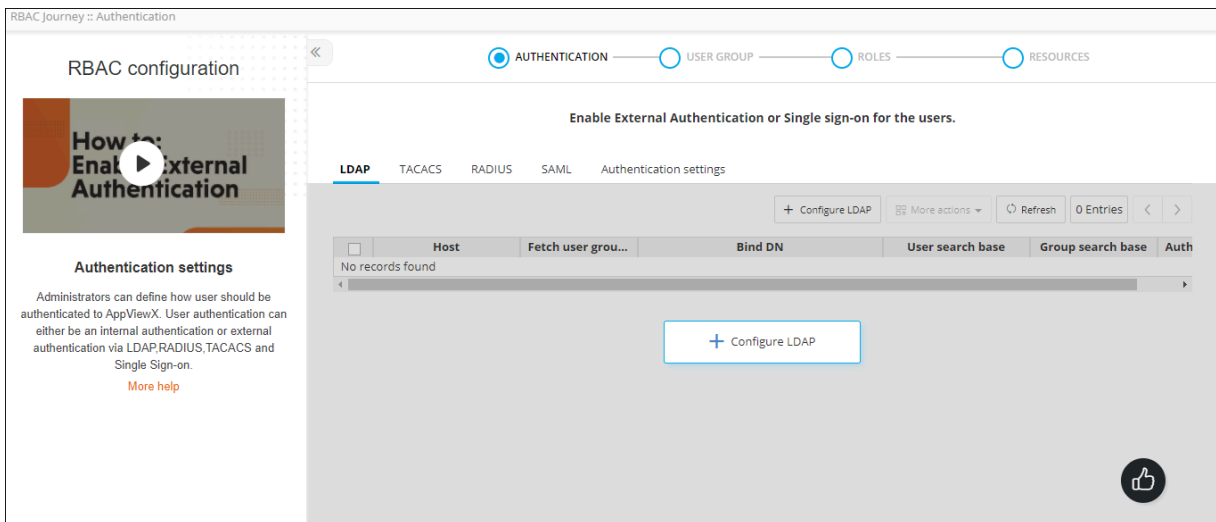 RBAC Journey :: Authentication
RBAC configuration
How to:
External
Authentication
Authentication settings
Administrators can define how user should be
authenticated to AppViewX. User authentication can
either be an internal authentication or external
authentication via LDAP,RADIUS,TACACS and
Single Sign-on.
More help
AUTHENTICATION
USER GROUP
ROLES
RESOURCES
Enable External Authentication or Single sign-on for the users.
LDAP TACACS RADIUS SAML Authentication settings
+ Configure LDAP More actions Refresh 0 Entries < >
Host Fetch user grou... Bind DN User search base Group search base Auth
No records found
+ Configure LDAP